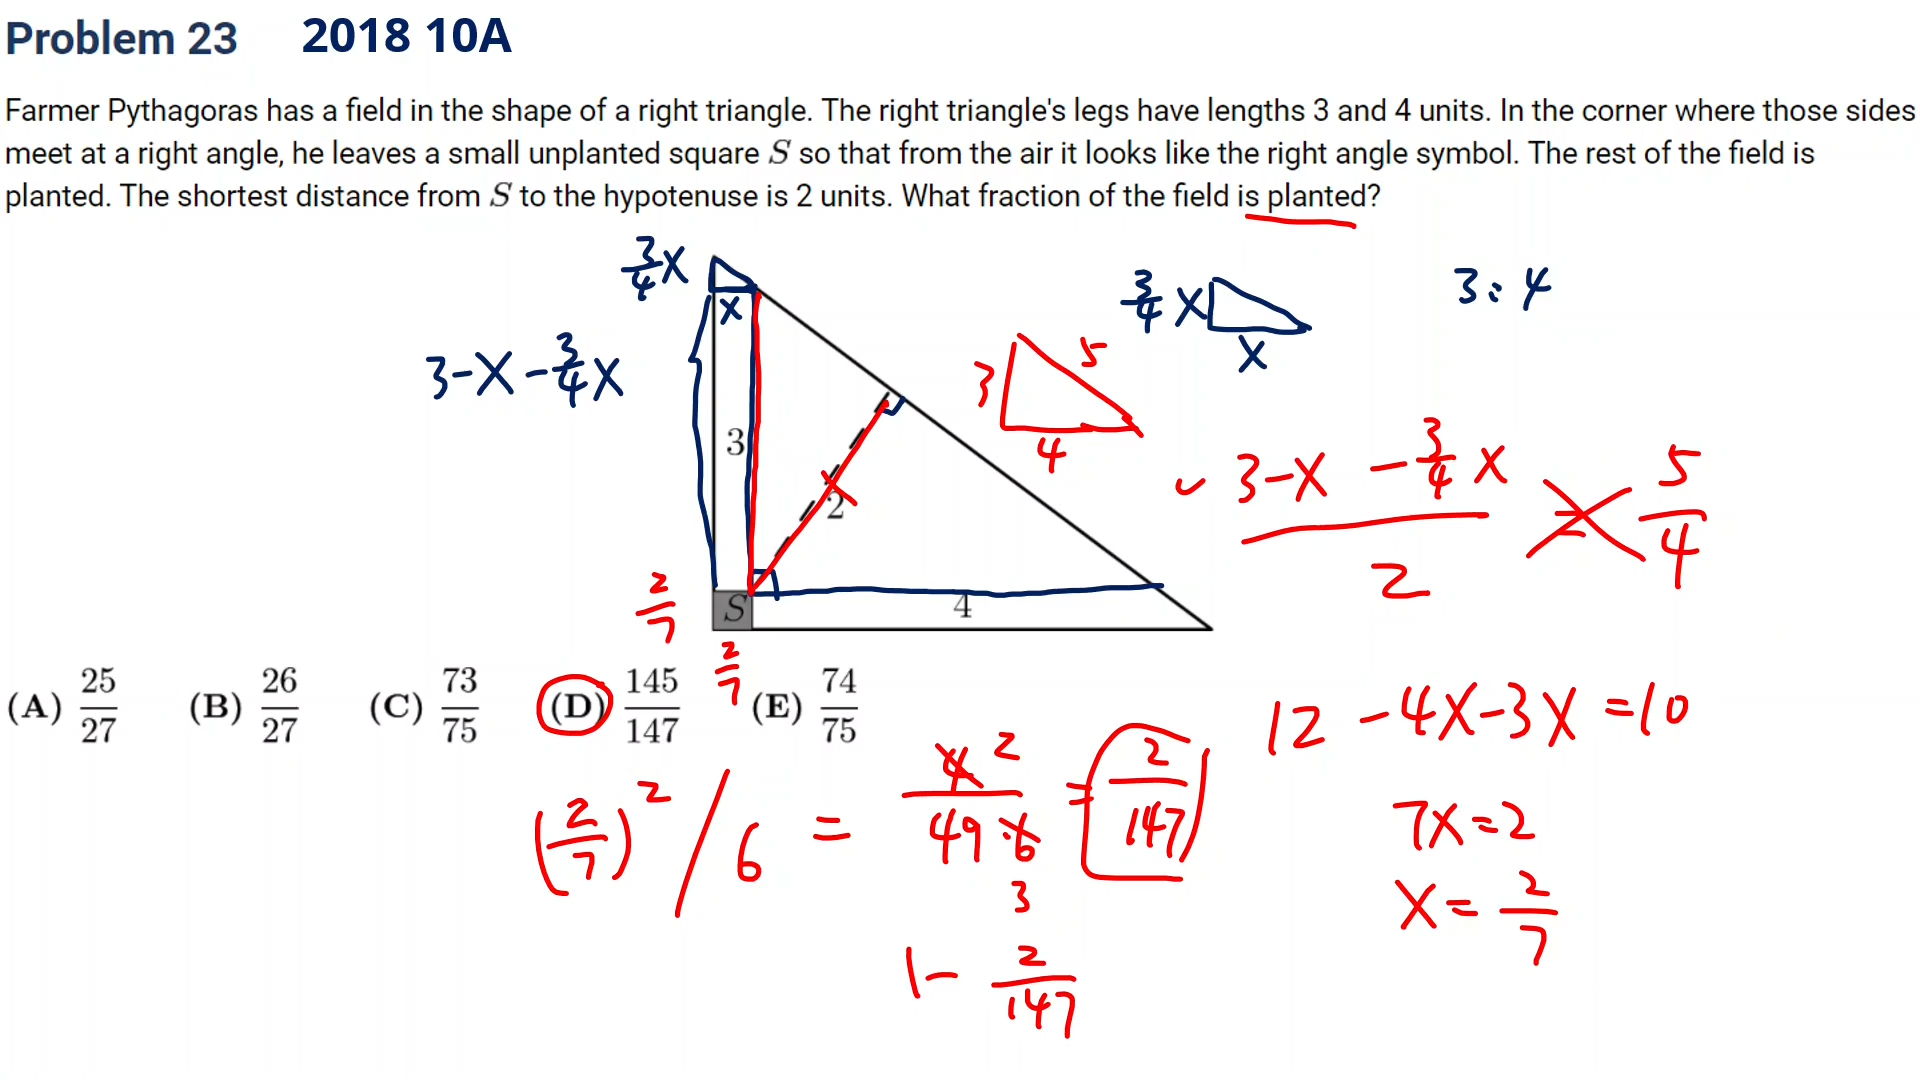 Problem 23 2018 10A
Farmer Pythagoras has a field in the shape of a right triangle. The right triangle's legs have lengths 3 and 4 units. In the corner where those sides
meet at a right angle, he leaves a small unplanted square S so that from the air it looks like the right angle symbol. The rest of the field is
planted. The shortest distance from S to the hypotenuse is 2 units. What fraction of the field is planted?
3/4 x
x
3/4 x
x
3:4
3-x-3/4 x
3
5
4
3
2
3-x - 3/4 x
2
=
5/4
S
4
2/7
2/7
(A) 25/27 (B) 26/27 (C) 73/75 (D) 145/147 (E) 74/75
12 - 4x - 3x = 10
7x = 2
x = 2/7
(2/7)² / 6 = 4 2 / 49 · 6 3 = 2/147
1 - 2/147